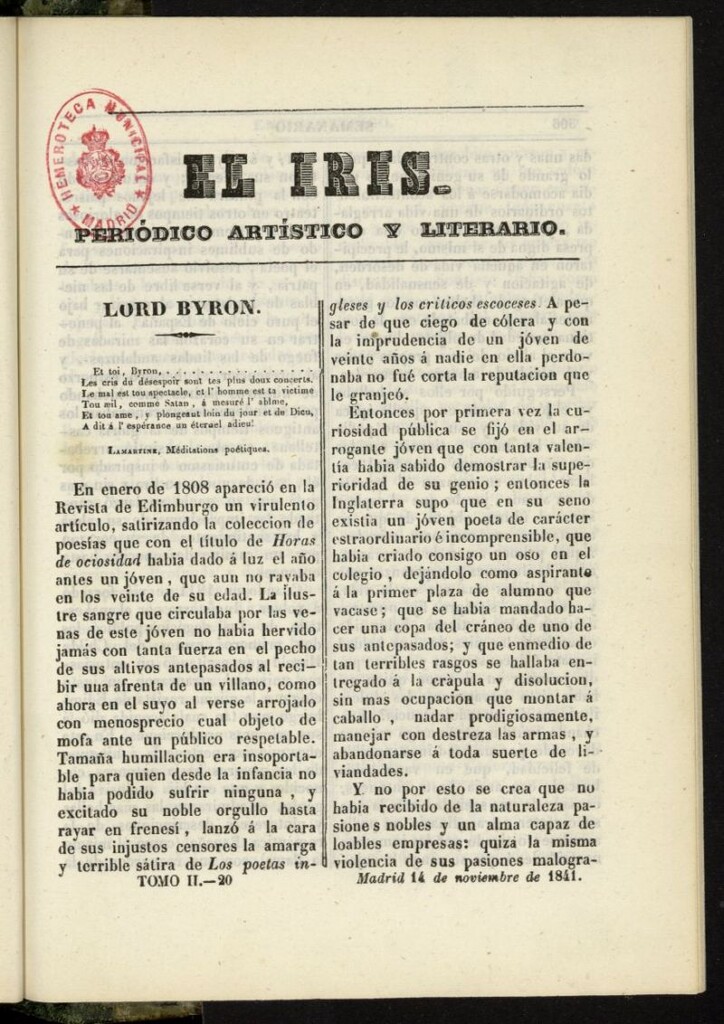 HEMEROTECA MUNICIPAL
MADRID
EL IRIS.
PERIÓDICO ARTÍSTICO Y LITERARIO.
LORD BYRON.
Et toi, Byron, . . . . . . . . . . . . . . . . .
Les cris du désespoir sont tes plus doux concerts.
Le mal est tou spectacle, et l' homme est ta victime
Tou œil, comme Satan, á mesuré l' abîme,
Et tou ame, y plongeaut loin du jour et de Dieu,
A dit á l' espérance un éternel adieu!
LAMARTINE, Méditations poétiques.
En enero de 1808 apareció en la
Revista de Edimburgo un virulento
artículo, satirizando la coleccion de
poesías que con el título de Horas
de ociosidad habia dado á luz el año
antes un jóven, que aun no rayaba
en los veinte de su edad. La ilus-
tre sangre que circulaba por las ve-
nas de este jóven no habia hervido
jamás con tanta fuerza en el pecho
de sus altivos antepasados al reci-
bir una afrenta de un villano, como
ahora en el suyo al verse arrojado
con menosprecio cual objeto de
mofa ante un público respetable.
Tamaña humillacion era insoporta-
ble para quien desde la infancia no
habia podido sufrir ninguna, y
excitado su noble orgullo hasta
rayar en frenesí, lanzó á la cara
de sus injustos censores la amarga
y terrible sátira de Los poetas in-
TOMO II.—20
gleses y los criticos escoceses. A pe-
sar de que ciego de cólera y con
la imprudencia de un jóven de
veinte años á nadie en ella perdo-
naba no fué corta la reputacion que
le granjeó.
Entonces por primera vez la cu-
riosidad pública se fijó en el ar-
rogante jóven que con tanta valen-
tía habia sabido demostrar la supe-
rioridad de su genio; entonces la
Inglaterra supo que en su seno
existia un jóven poeta de carácter
estraordinario é incomprensible, que
habia criado consigo un oso en el
colegio, dejándolo como aspirante
á la primer plaza de alumno que
vacase; que se habia mandado ha-
cer una copa del cráneo de uno de
sus antepasados; y que enmedio de
tan terribles rasgos se hallaba en-
tregado á la cràpula y disolucion,
sin mas ocupacion que montar á
caballo, nadar prodigiosamente,
manejar con destreza las armas, y
abandonarse á toda suerte de li-
viandades.
Y no por esto se crea que no
habia recibido de la naturaleza pa-
siones nobles y un alma capaz de
loables empresas: quizá la misma
violencia de sus pasiones malogra-
Madrid 14 de noviembre de 1841.